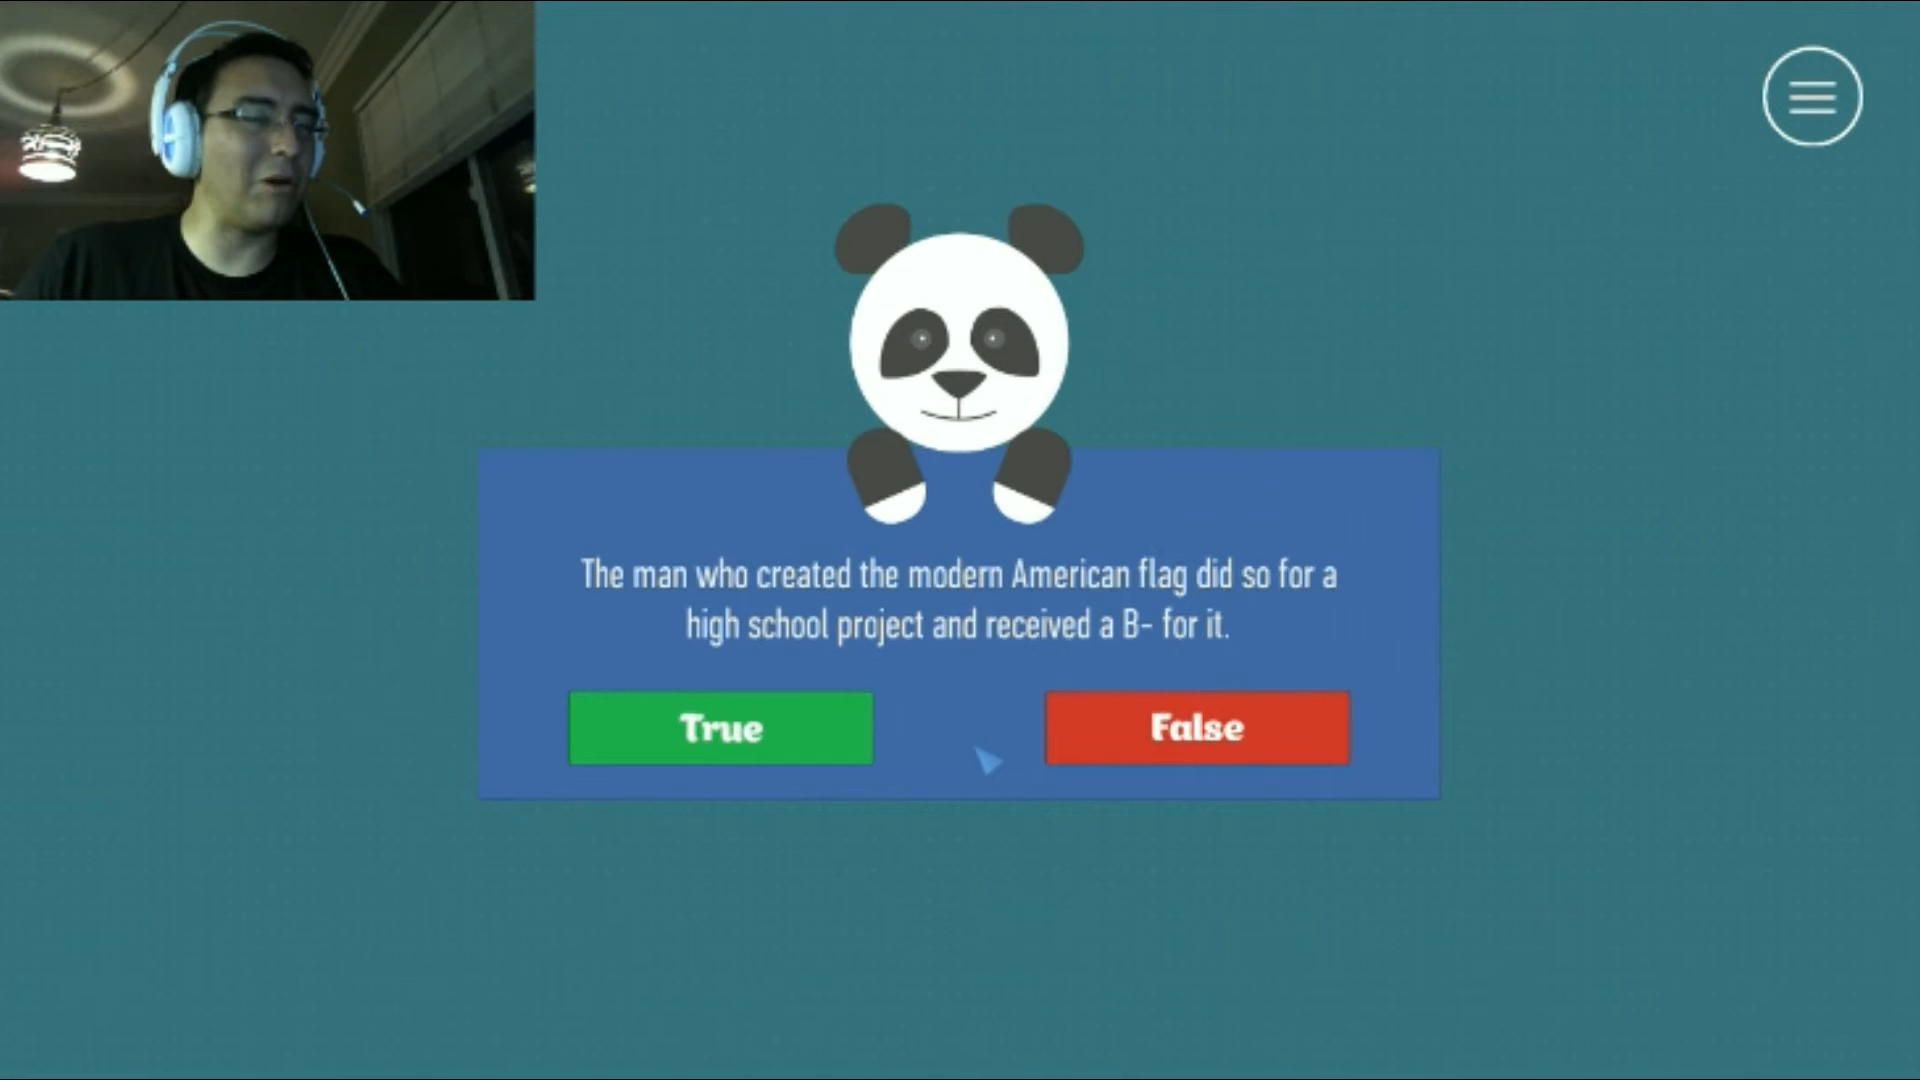 The man who created the modern American flag did so for a
high school project and received a B- for it.
True
False